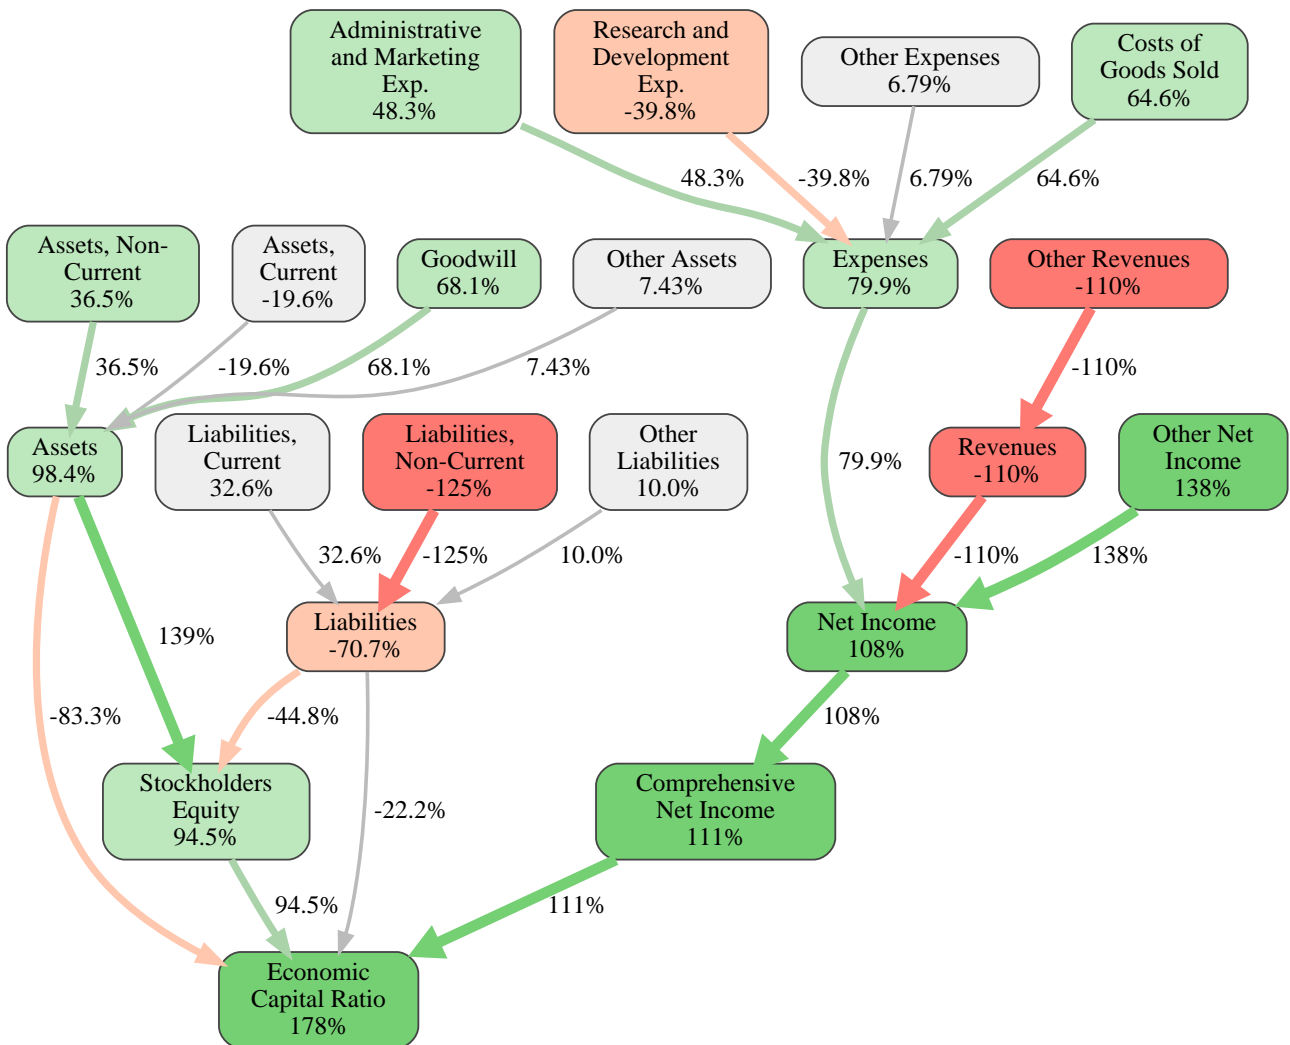 Administrative
and Marketing
Exp.
48.3%
Research and
Development
Exp.
-39.8%
Other Expenses
6.79%
Costs of
Goods Sold
64.6%
48.3%
-39.8%
6.79%
64.6%
Assets, Non-
Current
36.5%
Assets,
Current
-19.6%
Goodwill
68.1%
Other Assets
7.43%
Expenses
79.9%
Other Revenues
-110%
36.5%
-19.6%
68.1%
7.43%
-110%
Assets
98.4%
Liabilities,
Current
32.6%
Liabilities,
Non-Current
-125%
Other
Liabilities
10.0%
79.9%
Revenues
-110%
Other Net
Income
138%
32.6%
-125%
10.0%
-110%
138%
139%
Liabilities
-70.7%
Net Income
108%
-83.3%
-44.8%
108%
Stockholders
Equity
94.5%
-22.2%
Comprehensive
Net Income
111%
94.5%
111%
Economic
Capital Ratio
178%